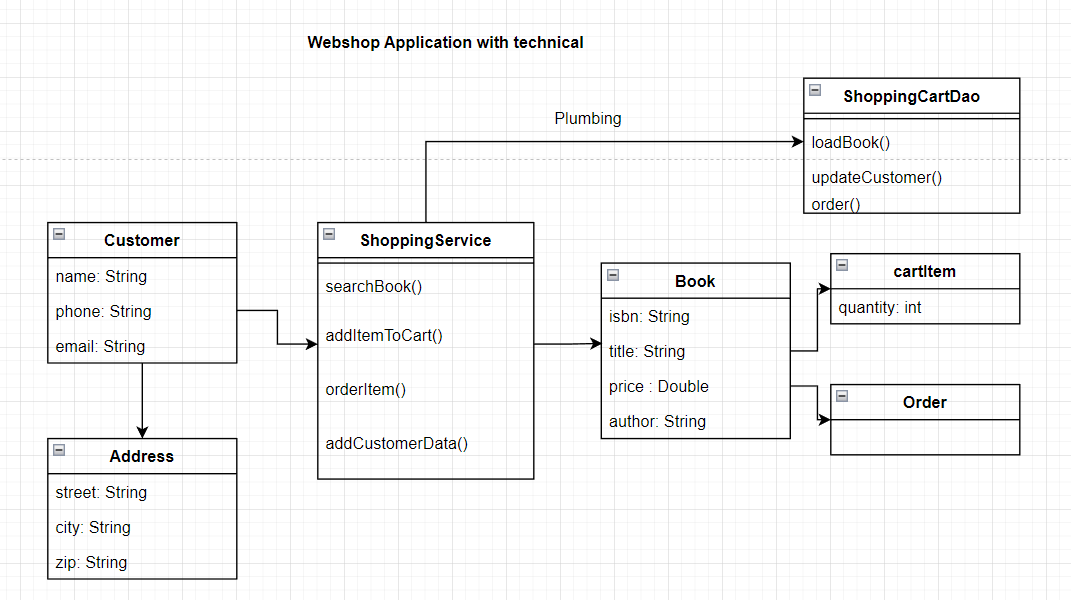 Webshop Application with technical
Plumbing
ShoppingCartDao
loadBook()
updateCustomer()
order()
Customer
name: String
phone: String
email: String
ShoppingService
searchBook()
addItemToCart()
orderItem()
addCustomerData()
Book
isbn: String
title: String
price : Double
author: String
cartItem
quantity: int
Order
Address
street: String
city: String
zip: String